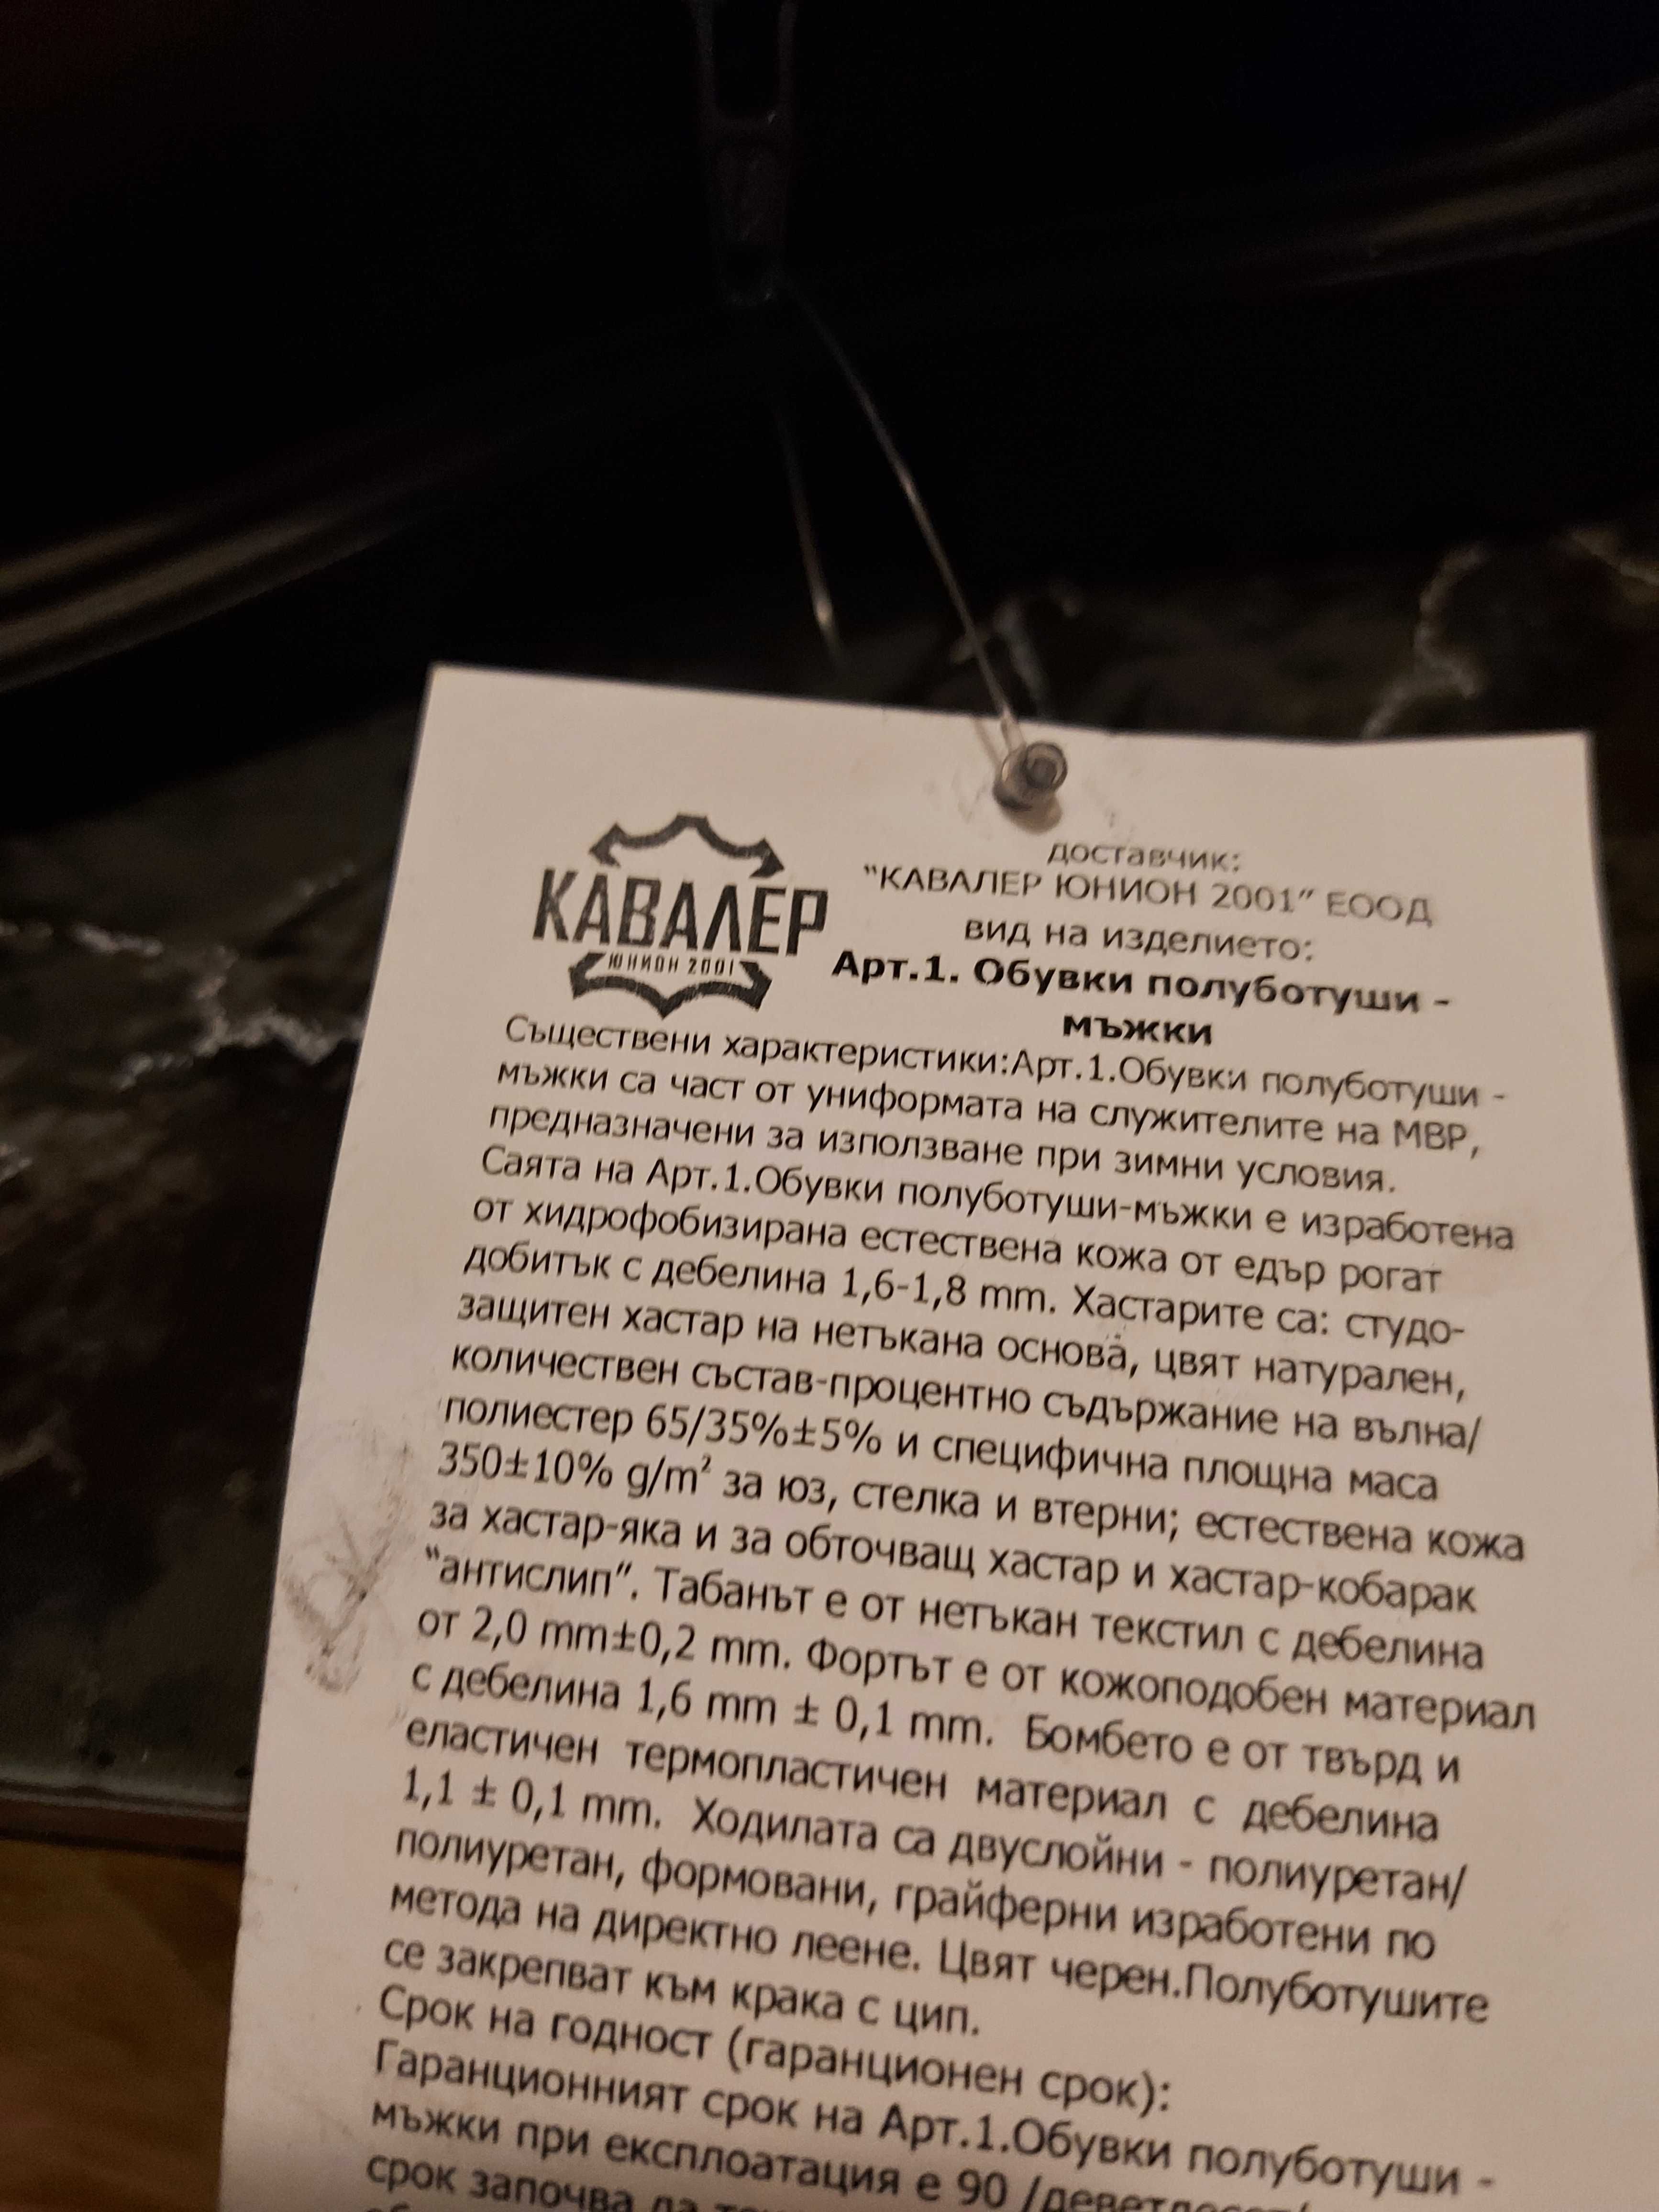 КАВАЛЕР
ЮНИОН 2001
доставчик:
"КАВАЛЕР ЮНИОН 2001" ЕООД
вид на изделието:
Арт.1. Обувки полуботуши -
мъжки
Съществени характеристики:Арт.1.Обувки полуботуши -
мъжки са част от униформата на служителите на МВР,
предназначени за използване при зимни условия.
Саята на Арт.1.Обувки полуботуши-мъжки е изработена
от хидрофобизирана естествена кожа от едър рогат
добитък с дебелина 1,6-1,8 mm. Хастарите са: студо-
защитен хастар на нетъкана основа, цвят натурален,
количествен състав-процентно съдържание на вълна/
полиестер 65/35%±5% и специфична площна маса
350±10% g/m² за юз, стелка и втерни; естествена кожа
за хастар-яка и за обточващ хастар и хастар-кобарак
"антислип". Табанът е от нетъкан текстил с дебелина
от 2,0 mm±0,2 mm. Фортът е от кожоподобен материал
с дебелина 1,6 mm ± 0,1 mm. Бомбето е от твърд и
еластичен термопластичен материал с дебелина
1,1 ± 0,1 mm. Ходилата са двуслойни - полиуретан/
полиуретан, формовани, грайферни изработени по
метода на директно леене. Цвят черен.Полуботушите
се закрепват към крака с цип.
Срок на годност (гаранционен срок):
Гаранционният срок на Арт.1.Обувки полуботуши -
мъжки при експлоатация е 90 /деветдесет/
срок започва да